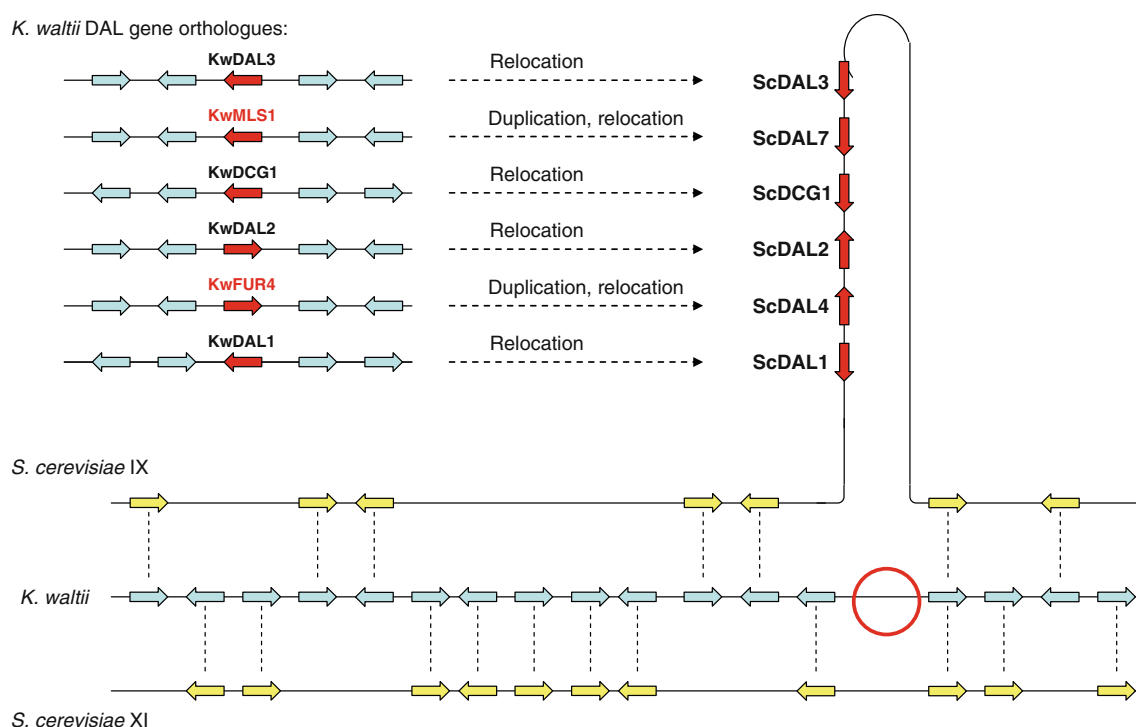 K. waltii DAL gene orthologues:
KwDAL3
Relocation
ScDAL3
KwMLS1
Duplication, relocation
ScDAL7
KwDCG1
Relocation
ScDCG1
KwDAL2
Relocation
ScDAL2
KwFUR4
Duplication, relocation
ScDAL4
KwDAL1
Relocation
ScDAL1
S. cerevisiae IX
K. waltii
S. cerevisiae XI